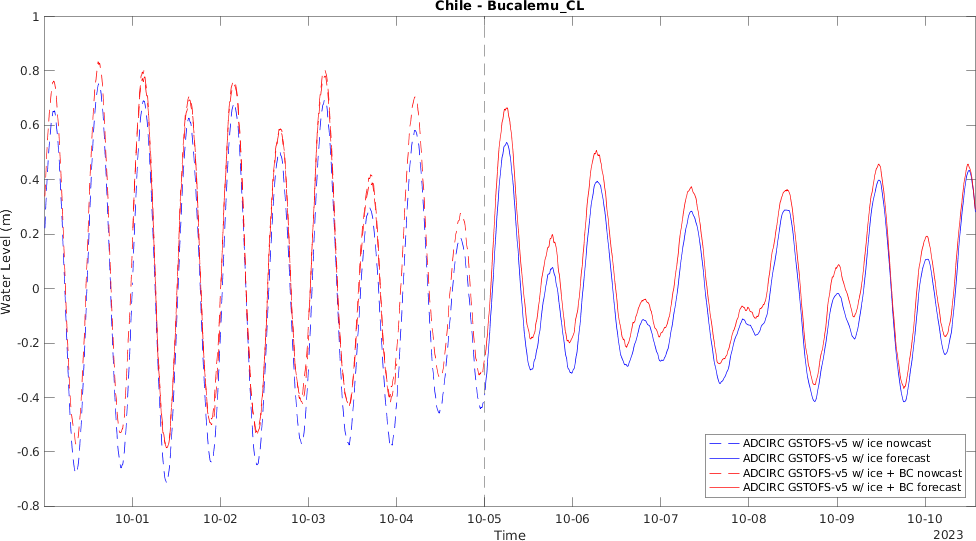 Chile - Bucalemu_CL
1
0.8
0.6
0.4
0.2
0
-0.2
-0.4
-0.6
-0.8
Water Level (m)
10-01 10-02 10-03 10-04 10-05 10-06 10-07 10-08 10-09 10-10
Time
2023
ADCIRC GSTOFS-v5 w/ ice nowcast
ADCIRC GSTOFS-v5 w/ ice forecast
ADCIRC GSTOFS-v5 w/ ice + BC nowcast
ADCIRC GSTOFS-v5 w/ ice + BC forecast